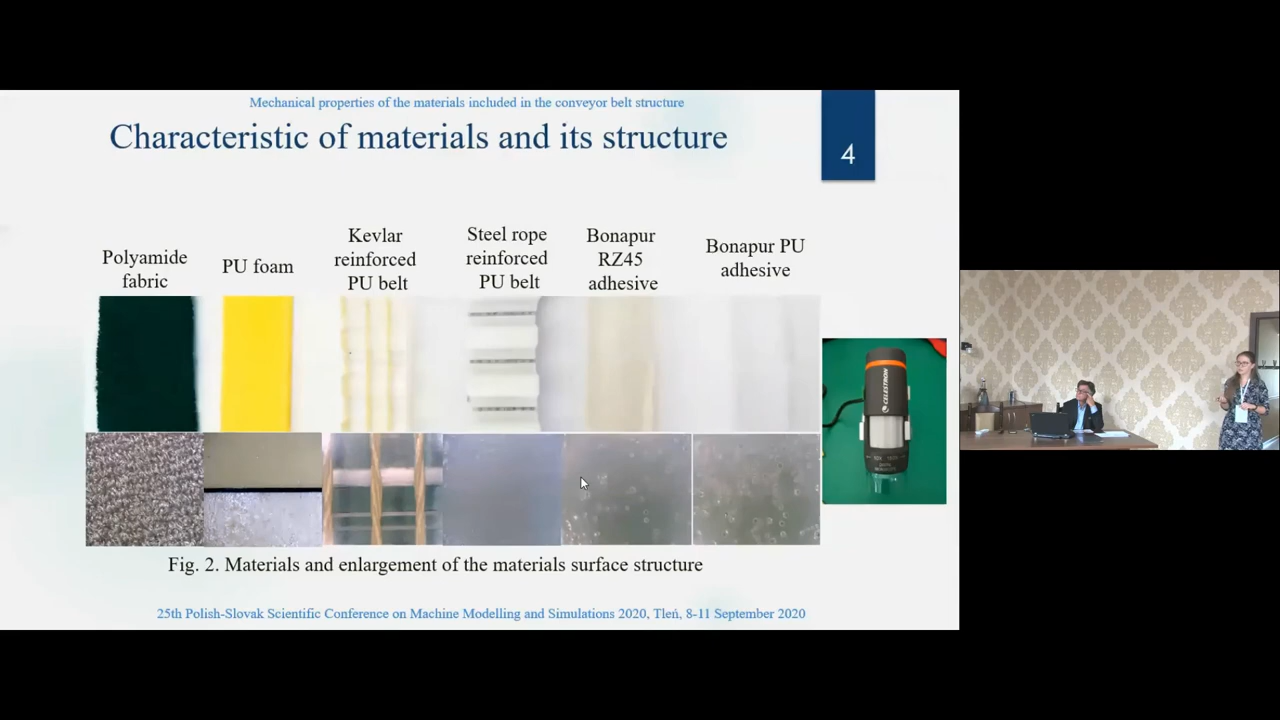 Mechanical properties of the materials included in the conveyor belt structure
Characteristic of materials and its structure
4
Polyamide
fabric
PU foam
Kevlar
reinforced
PU belt
Steel rope
reinforced
PU belt
Bonapur
RZ45
adhesive
Bonapur PU
adhesive
CELESTRON
Fig. 2. Materials and enlargement of the materials surface structure
25th Polish-Slovak Scientific Conference on Machine Modelling and Simulations 2020, Tleń, 8-11 September 2020